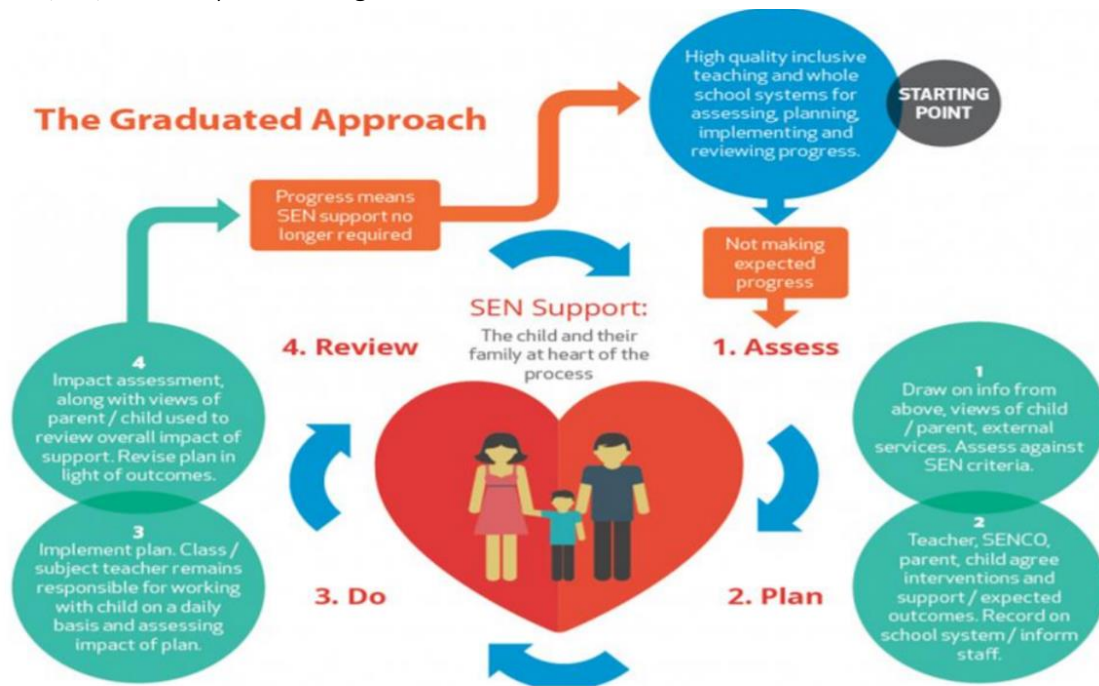 High quality inclusive
teaching and whole
school systems for
assessing, planning,
implementing and
reviewing progress.
STARTING
POINT
The Graduated Approach
Progress means
SEN support no
longer required
Not making
expected
progress
SEN Support:
The child and their
family at heart of the
process
4. Review
1. Assess
4
Impact assessment,
along with views of
parent / child used to
review overall impact of
support. Revise plan in
light of outcomes.
1
Draw on info from
above, views of child
/ parent, external
services. Assess against
SEN criteria.
3
Implement plan. Class /
subject teacher remains
responsible for working
with child on a daily
basis and assessing
impact of plan.
3. Do
2. Plan
2
Teacher, SENCO,
parent, child agree
interventions and
support / expected
outcomes. Record on
school system / inform
staff.